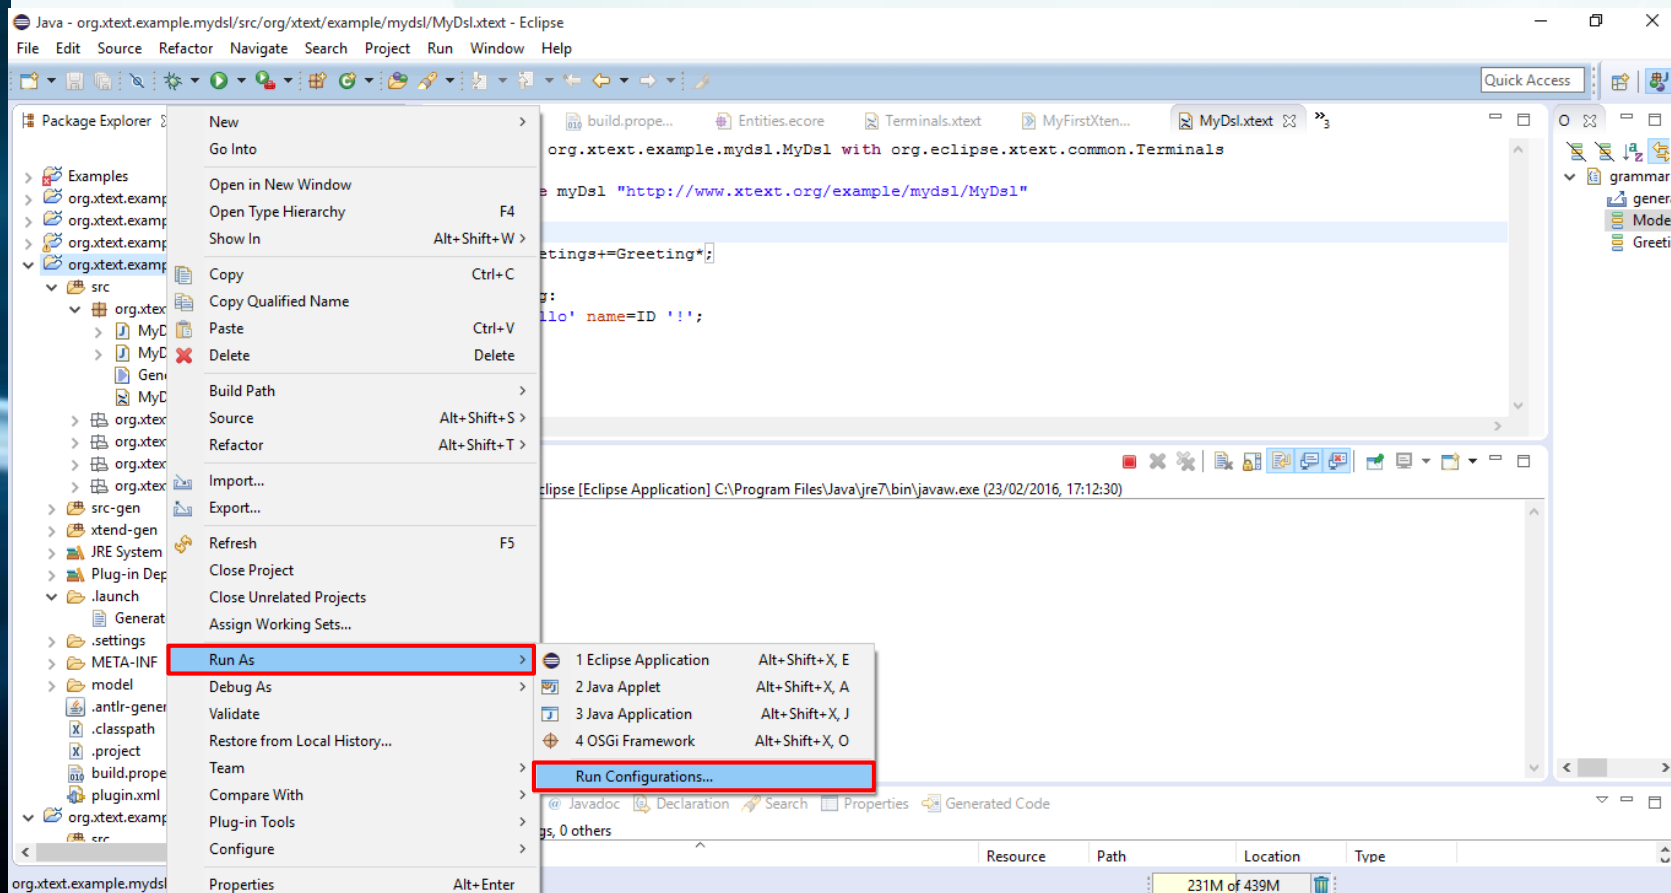 Java - org.xtext.example.mydsl/src/org/xtext/example/mydsl/MyDsl.xtext - Eclipse
File Edit Source Refactor Navigate Search Project Run Window Help
Quick Access
Package Explorer
Examples
org.xtext.examp
org.xtext.examp
org.xtext.examp
org.xtext.examp
src
org.xtex
MyD
MyD
Gene
MyD
org.xtex
org.xtex
org.xtex
org.xtex
src-gen
xtend-gen
JRE System
Plug-in Dep
.launch
Generat
.settings
META-INF
model
.antlr-gener
.classpath
.project
build.prope
plugin.xml
org.xtext.examp
src
org.xtext.example.mydsl
New
Go Into
Open in New Window
Open Type Hierarchy F4
Show In Alt+Shift+W
Copy Ctrl+C
Copy Qualified Name
Paste Ctrl+V
Delete Delete
Build Path
Source Alt+Shift+S
Refactor Alt+Shift+T
Import...
Export...
Refresh F5
Close Project
Close Unrelated Projects
Assign Working Sets...
Run As
Debug As
Validate
Restore from Local History...
Team
Compare With
Plug-in Tools
Configure
Properties Alt+Enter
1 Eclipse Application Alt+Shift+X, E
2 Java Applet Alt+Shift+X, A
3 Java Application Alt+Shift+X, J
4 OSGi Framework Alt+Shift+X, O
Run Configurations...
build.prope... Entities.ecore Terminals.xtext MyFirstXten... MyDsl.xtext »3
org.xtext.example.mydsl.MyDsl with org.eclipse.xtext.common.Terminals
e myDsl "http://www.xtext.org/example/mydsl/MyDsl"
etings+=Greeting*;
g:
llo' name=ID '!';
clipse [Eclipse Application] C:\Program Files\Java\jre7\bin\javaw.exe (23/02/2016, 17:12:30)
@ Javadoc Declaration Search Properties Generated Code
gs, 0 others
Resource Path Location Type
231M of 439M
O
grammar
genera
Mode
Greeti